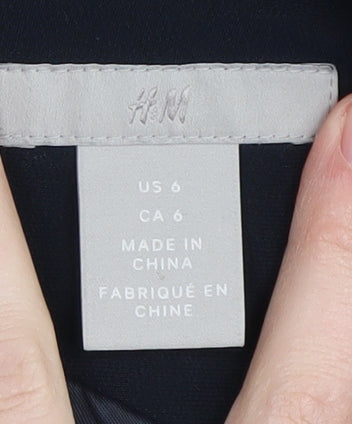 H&M
US 6
CA 6
MADE IN
CHINA
FABRIQUÉ EN
CHINE